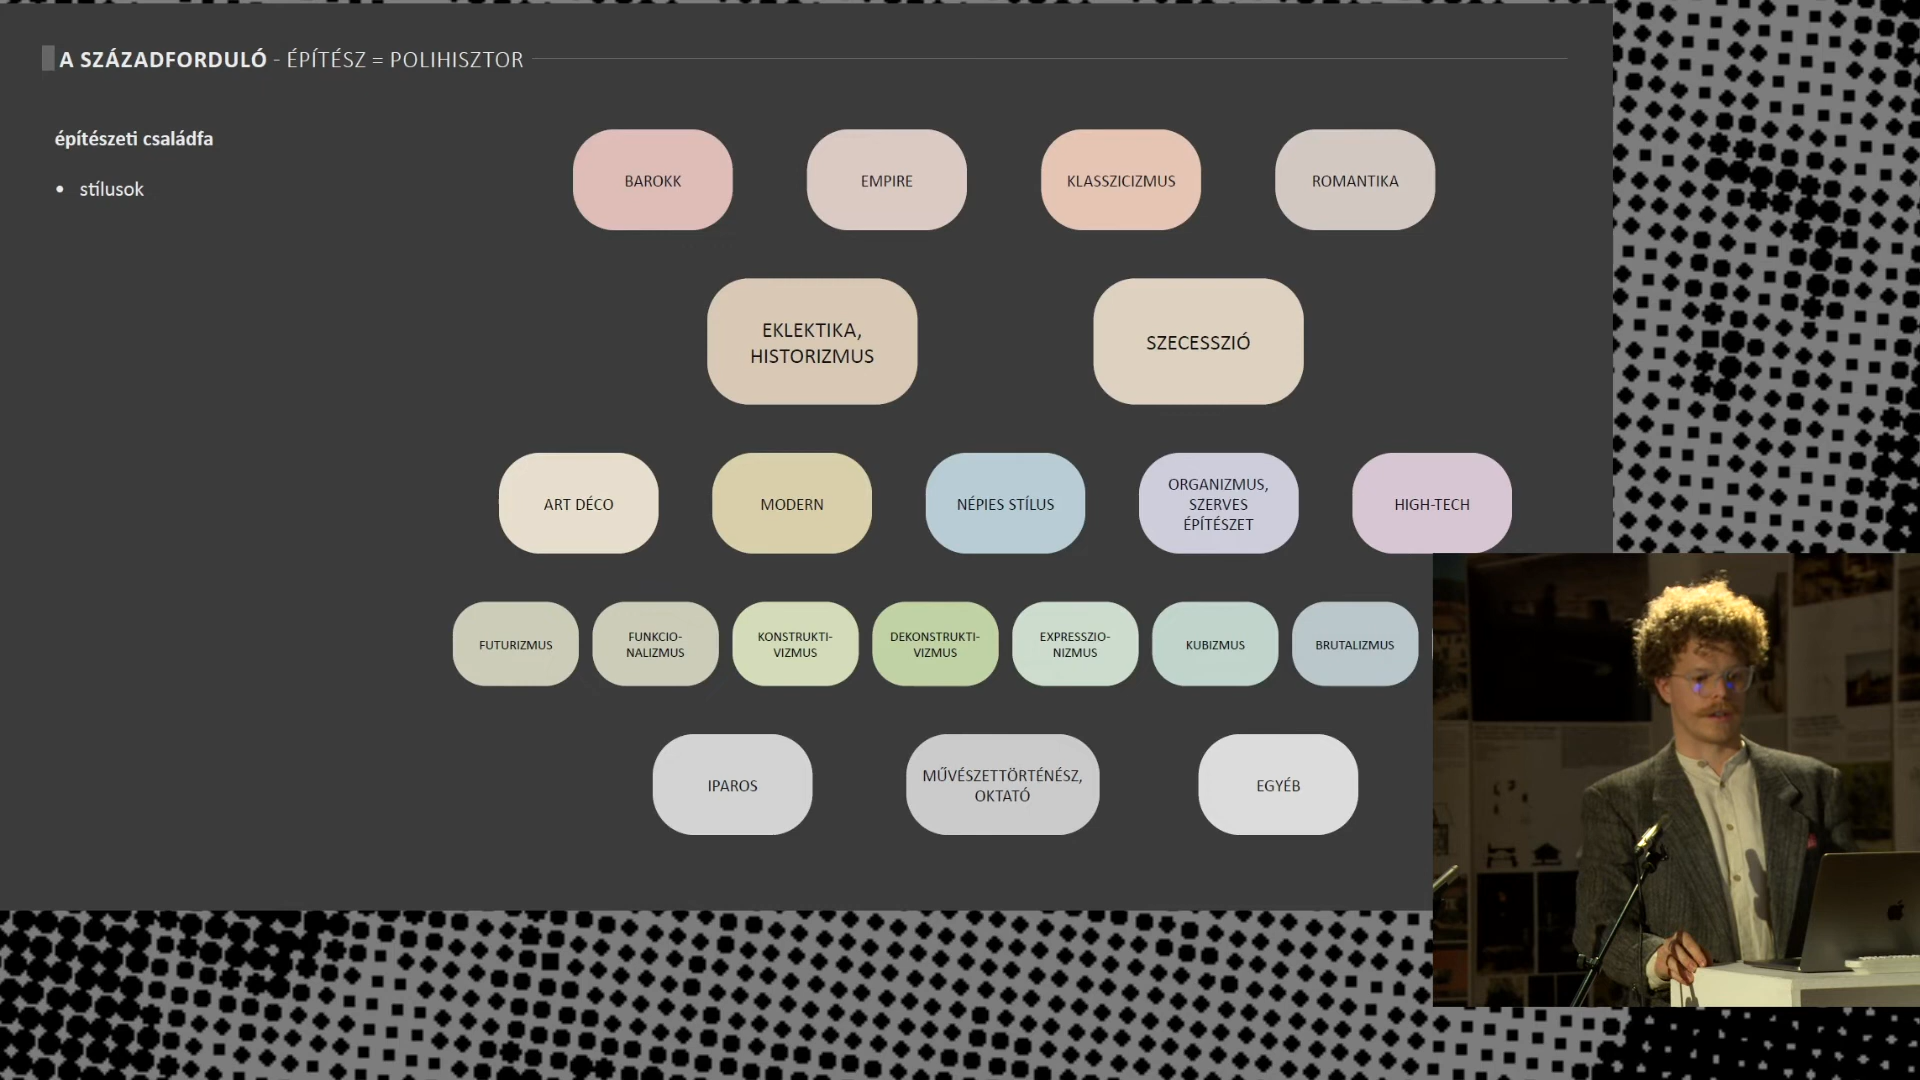 A SZÁZADFORDULÓ - ÉPÍTÉSZ = POLIHISZTOR
építészeti családfa
• stílusok
BAROKK
EMPIRE
KLASSZICIZMUS
ROMANTIKA
EKLEKTIKA,
HISTORIZMUS
SZECESSZIÓ
ART DÉCO
MODERN
NÉPIES STÍLUS
ORGANIZMUS,
SZERVES
ÉPÍTÉSZET
HIGH-TECH
FUTURIZMUS
FUNKCIO-
NALIZMUS
KONSTRUKTI-
VIZMUS
DEKONSTRUKTI-
VIZMUS
EXPRESSZIO-
NIZMUS
KUBIZMUS
BRUTALIZMUS
IPAROS
MŰVÉSZETTÖRTÉNÉSZ,
OKTATÓ
EGYÉB